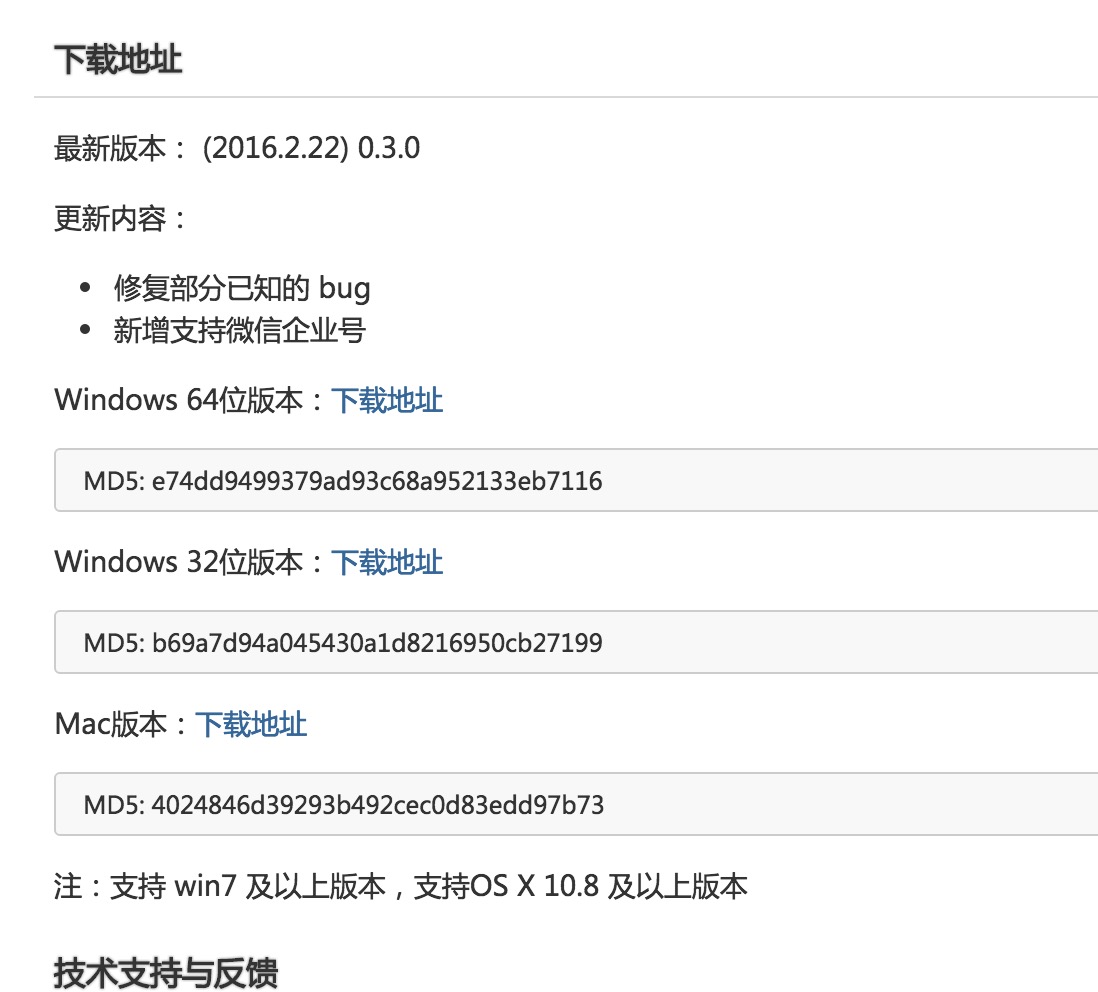 下载地址
最新版本： (2016.2.22) 0.3.0
更新内容：
• 修复部分已知的 bug
• 新增支持微信企业号
Windows 64位版本：下载地址
MD5: e74dd9499379ad93c68a952133eb7116
Windows 32位版本：下载地址
MD5: b69a7d94a045430a1d8216950cb27199
Mac版本：下载地址
MD5: 4024846d39293b492cec0d83edd97b73
注：支持 win7 及以上版本，支持OS X 10.8 及以上版本
技术支持与反馈